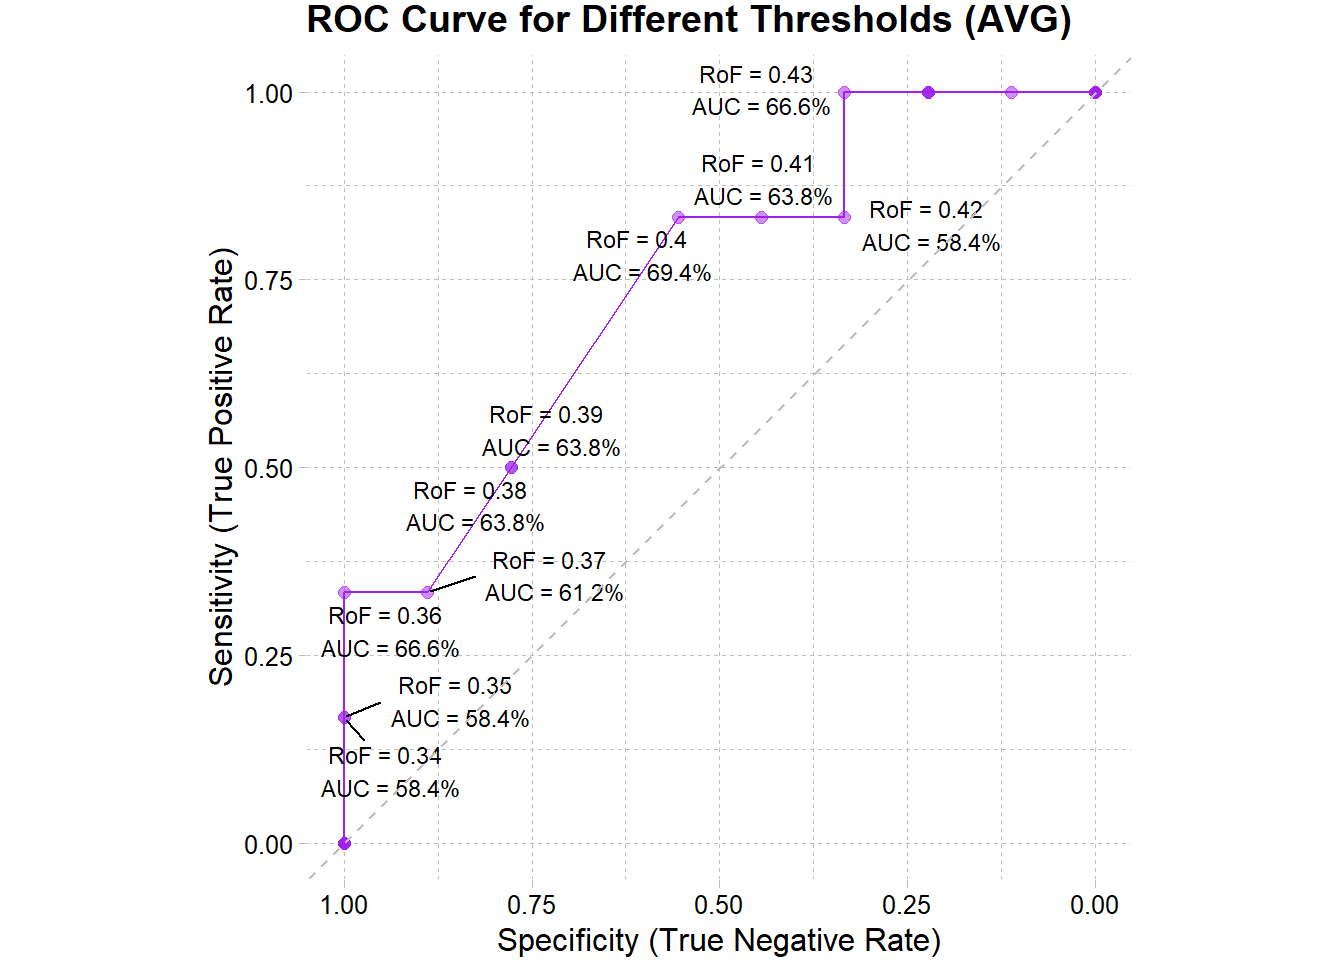 ROC Curve for Different Thresholds (AVG)
RoF = 0.43
AUC = 66.6%
RoF = 0.41
AUC = 63.8%
RoF = 0.42
AUC = 58.4%
RoF = 0.4
AUC = 69.4%
RoF = 0.39
AUC = 63.8%
RoF = 0.38
AUC = 63.8%
RoF = 0.37
AUC = 61.2%
RoF = 0.36
AUC = 66.6%
RoF = 0.35
AUC = 58.4%
RoF = 0.34
AUC = 58.4%
1.00
0.75
0.50
0.25
0.00
Sensitivity (True Positive Rate)
1.00 0.75 0.50 0.25 0.00
Specificity (True Negative Rate)